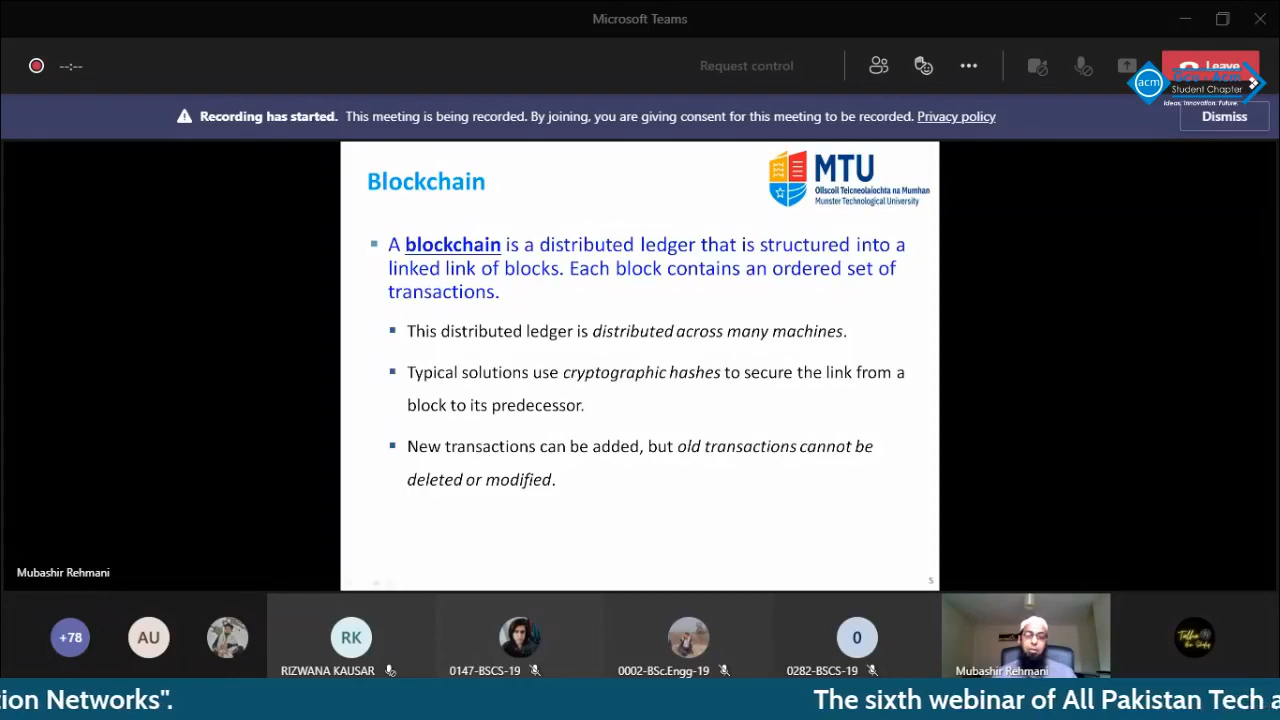 Microsoft Teams
--:--
Request control
Leave
acm
Student Chapter
Ideas. Innovation. Future.
Recording has started. This meeting is being recorded. By joining, you are giving consent for this meeting to be recorded. Privacy policy
Dismiss
Blockchain
MTU
Ollscoil Teicneolaíochta na Mumhan
Munster Technological University
A blockchain is a distributed ledger that is structured into a
linked link of blocks. Each block contains an ordered set of
transactions.
This distributed ledger is distributed across many machines.
Typical solutions use cryptographic hashes to secure the link from a
block to its predecessor.
New transactions can be added, but old transactions cannot be
deleted or modified.
5
Mubashir Rehmani
+78
AU
RK
0
RIZWANA KAUSAR
0147-BSCS-19
0002-BSc.Engg-19
0282-BSCS-19
Mubashir Rehmani
tion Networks".
The sixth webinar of All Pakistan Tech a